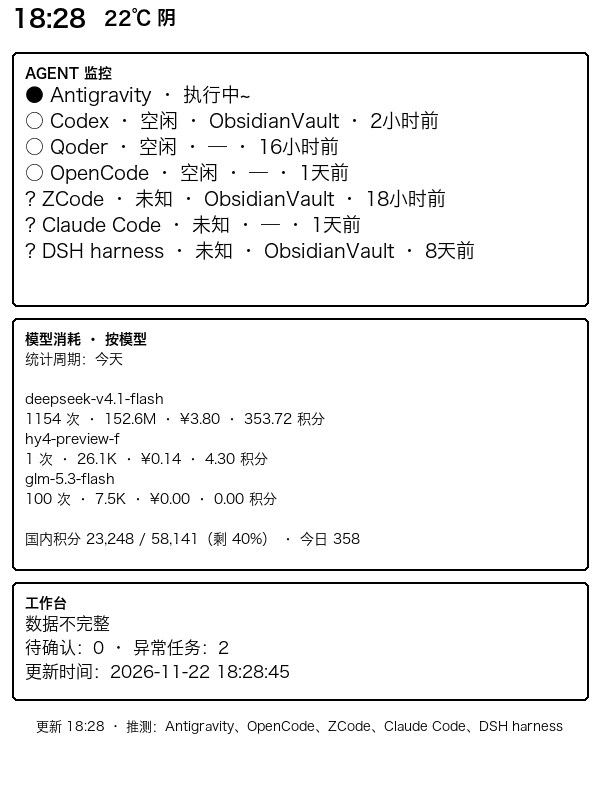 18:28 22℃ 阴
AGENT 监控
● Antigravity · 执行中~
○ Codex · 空闲 · ObsidianVault · 2小时前
○ Qoder · 空闲 · — · 16小时前
○ OpenCode · 空闲 · — · 1天前
? ZCode · 未知 · ObsidianVault · 18小时前
? Claude Code · 未知 · — · 1天前
? DSH harness · 未知 · ObsidianVault · 8天前
模型消耗 · 按模型
统计周期：今天
deepseek-v4.1-flash
1154 次 · 152.6M · ¥3.80 · 353.72 积分
hy4-preview-f
1 次 · 26.1K · ¥0.14 · 4.30 积分
glm-5.3-flash
100 次 · 7.5K · ¥0.00 · 0.00 积分
国内积分 23,248 / 58,141（剩 40%） · 今日 358
工作台
数据不完整
待确认：0 · 异常任务：2
更新时间：2026-11-22 18:28:45
更新 18:28 · 推测：Antigravity、OpenCode、ZCode、Claude Code、DSH harness